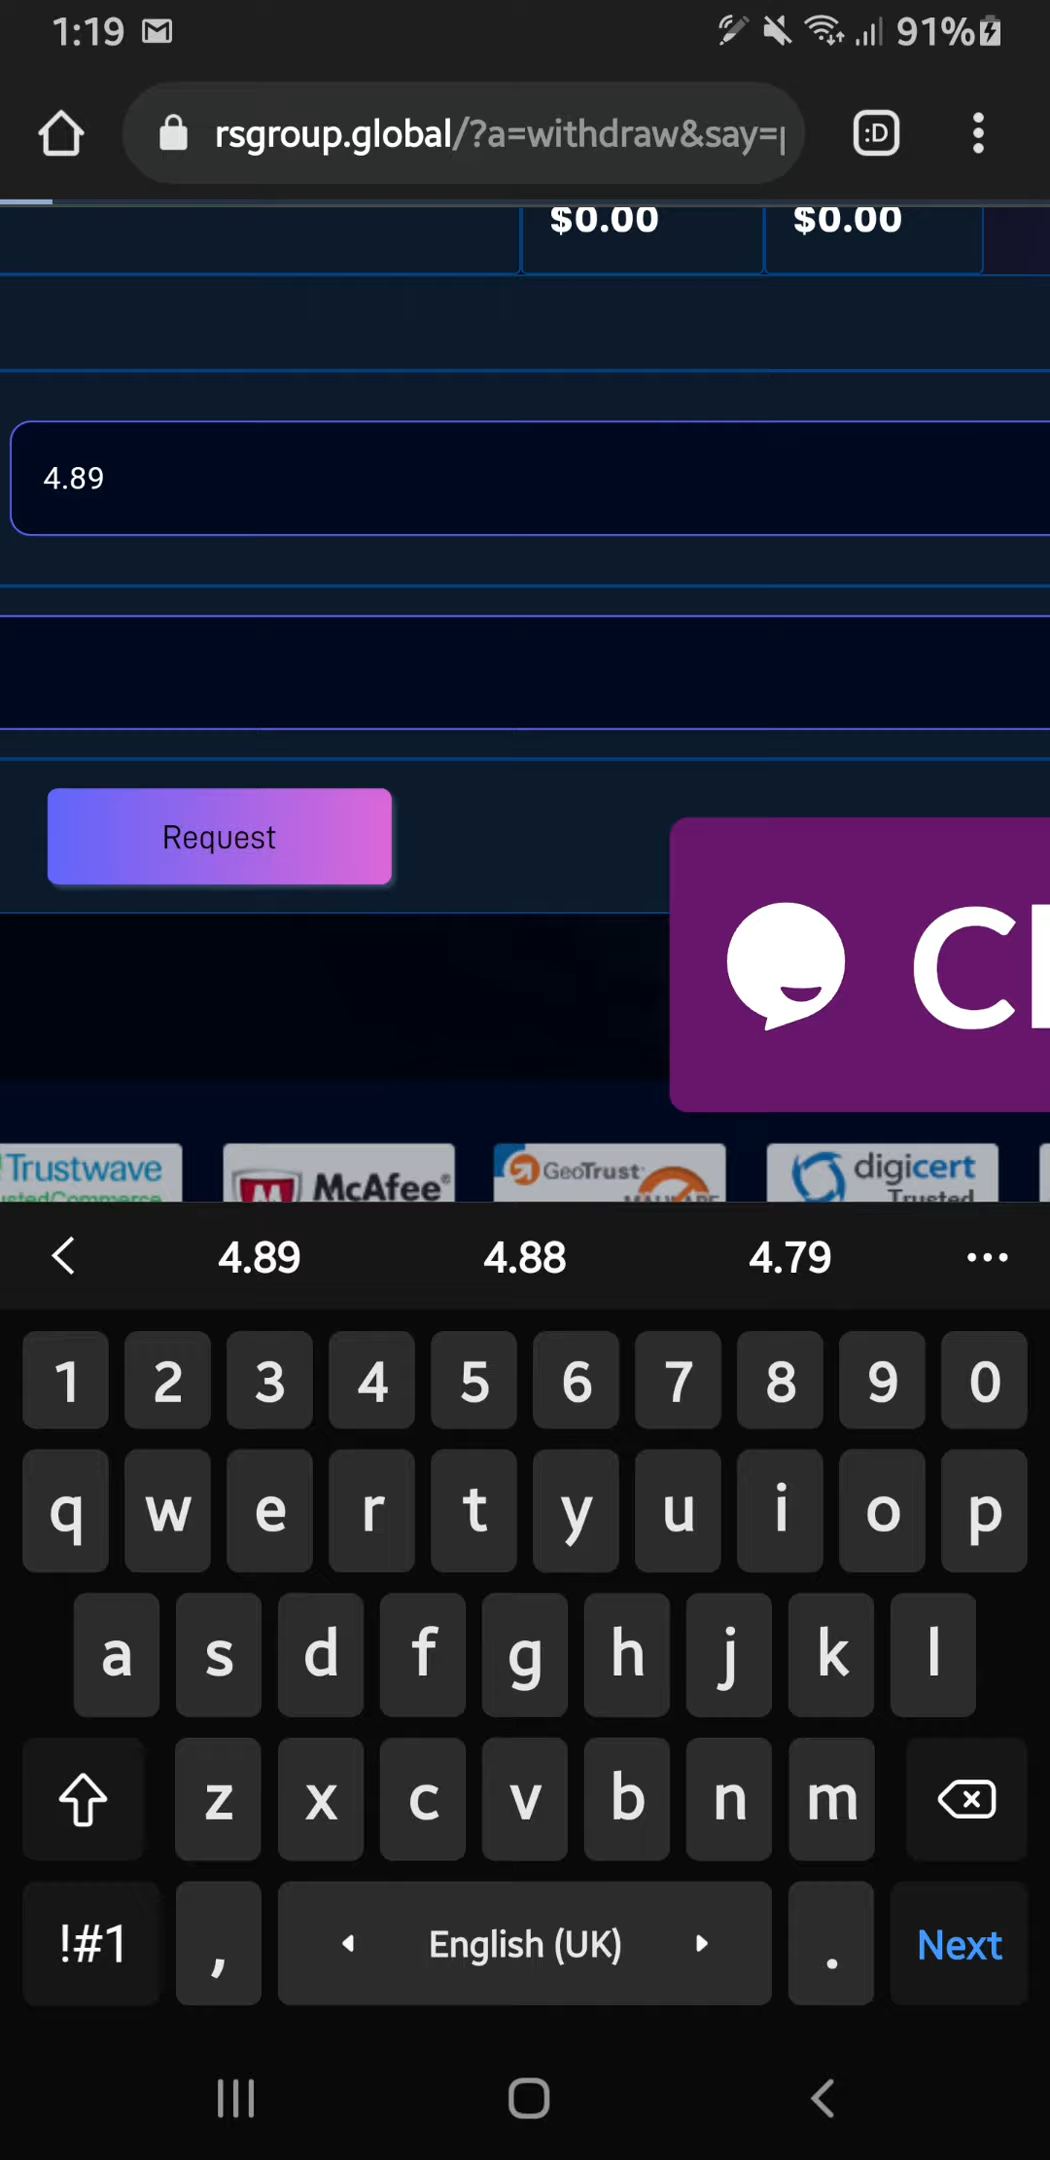 1:19 91%
rsgroup.global/?a=withdraw&say=
:D
$0.00 $0.00
4.89
Request
Trustwave McAfee® GeoTrust digicert
Commerce Trusted
4.89 4.88 4.79 ...
1 2 3 4 5 6 7 8 9 0
q w e r t y u i o p
a s d f g h j k l
z x c v b n m
!#1 , English (UK) . Next